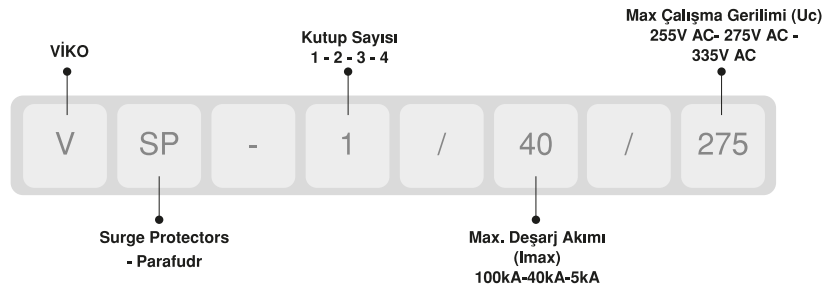 Max Çalışma Gerilimi (Uc)
255V AC- 275V AC -
335V AC
VİKO
Kutup Sayısı
1 - 2 - 3 - 4
V SP - 1 / 40 / 275
Surge Protectors
- Parafudr
Max. Deşarj Akımı
(Imax)
100kA-40kA-5kA